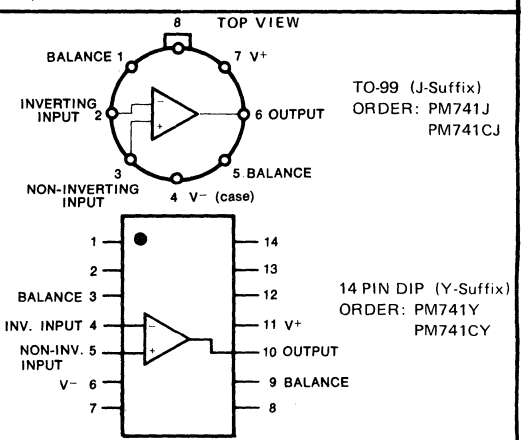 8 TOP VIEW
BALANCE 1
7 V+
INVERTING INPUT 2
−
+
6 OUTPUT
3
NON-INVERTING INPUT
5 BALANCE
4 V− (case)
TO-99 (J-Suffix)
ORDER: PM741J
PM741CJ
1
14
2
13
BALANCE 3
12
INV. INPUT 4
−
11 V+
NON-INV. INPUT 5
+
10 OUTPUT
V− 6
9 BALANCE
7
8
14 PIN DIP (Y-Suffix)
ORDER: PM741Y
PM741CY